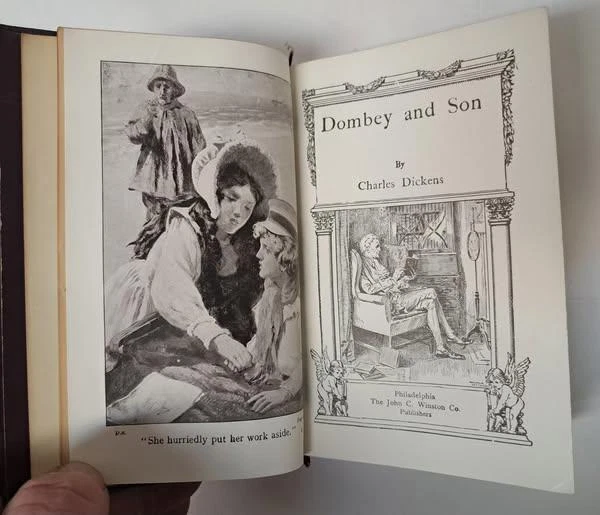 D.S.
"She hurriedly put her work aside."
Dombey and Son
By
Charles Dickens
Philadelphia
The John C. Winston Co.
Publishers